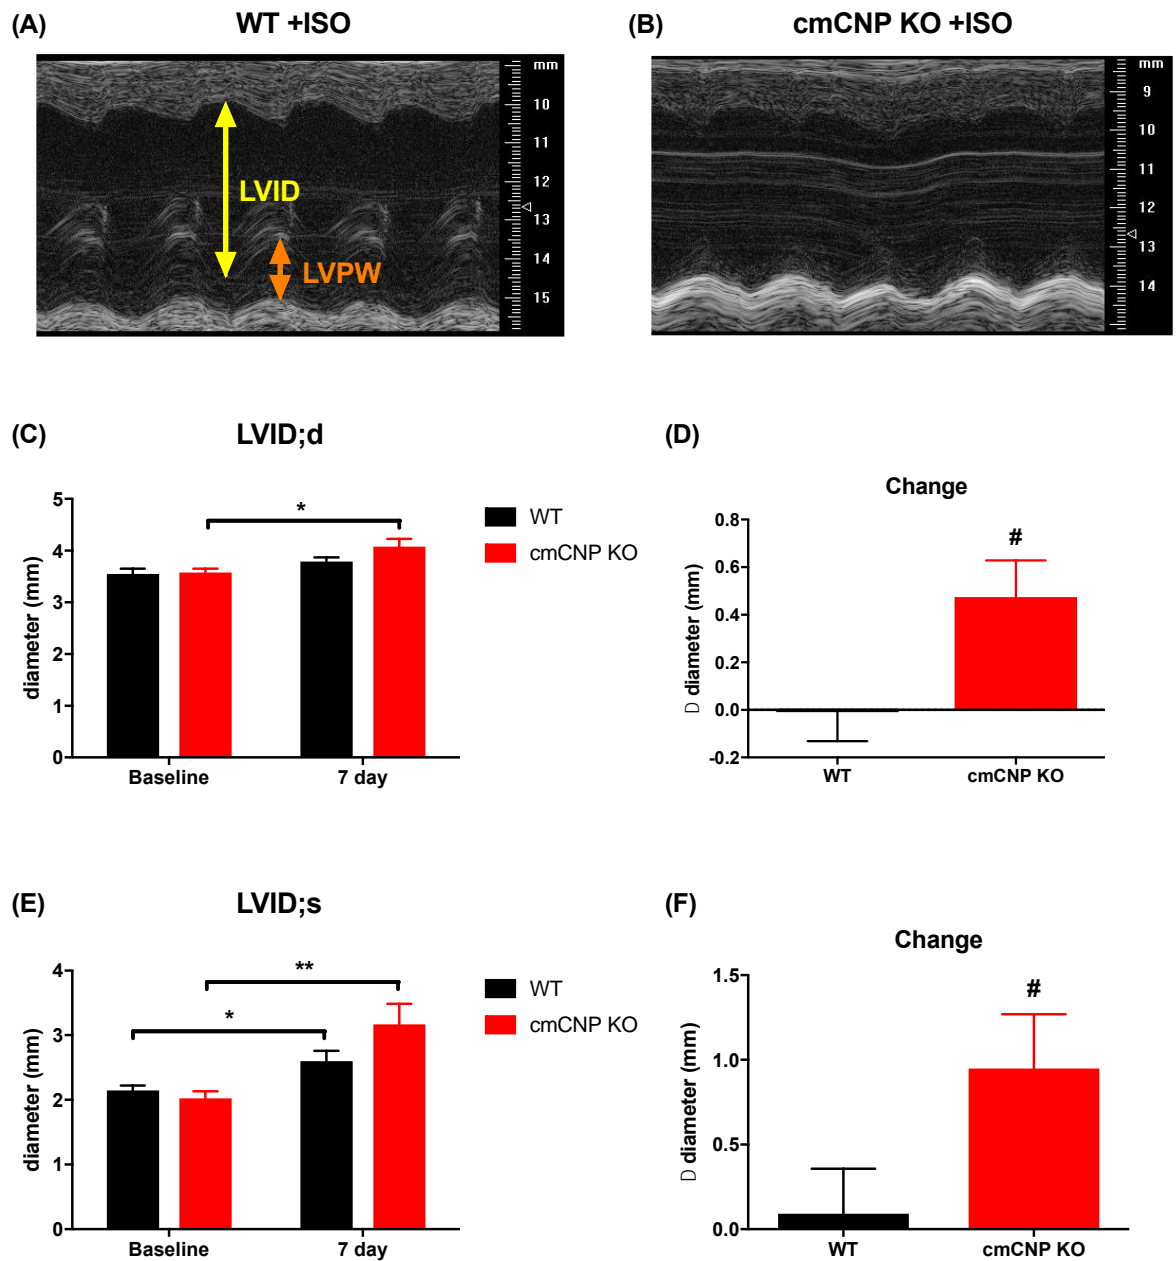 (A) WT +ISO
(B) cmCNP KO +ISO
mm
10
11
12
13
14
15
LVID
LVPW
mm
9
10
11
12
13
14
(C) LVID;d
diameter (mm)
5
4
3
2
1
0
*
Baseline 7 day
WT
cmCNP KO
(D)
Change
D diameter (mm)
0.8
0.6
0.4
0.2
0.0
-0.2
#
WT cmCNP KO
(E) LVID;s
diameter (mm)
4
3
2
1
0
*
**
Baseline 7 day
WT
cmCNP KO
(F)
Change
D diameter (mm)
1.5
1.0
0.5
0.0
#
WT cmCNP KO